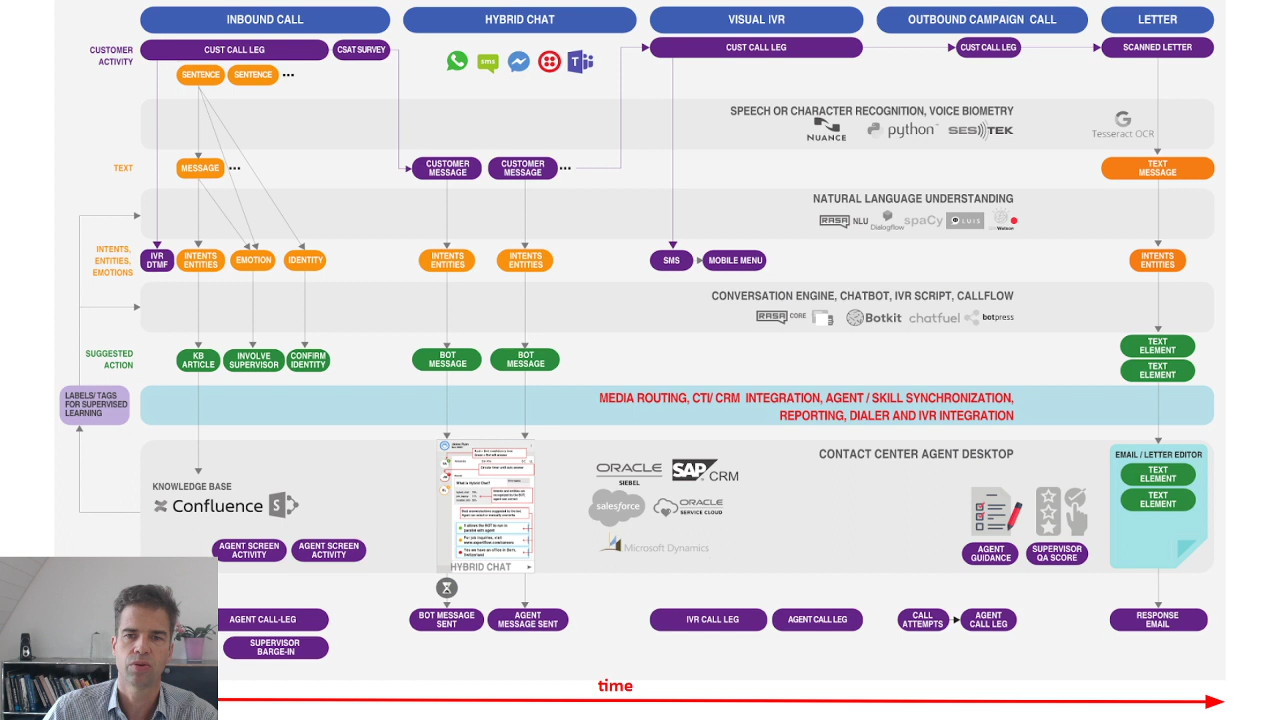 INBOUND CALL
HYBRID CHAT
VISUAL IVR
OUTBOUND CAMPAIGN CALL
LETTER
CUSTOMER
ACTIVITY
CUST CALL LEG
CSAT SURVEY
CUST CALL LEG
CUST CALL LEG
SCANNED LETTER
sms
SENTENCE
SENTENCE
...
SPEECH OR CHARACTER RECOGNITION, VOICE BIOMETRY
NUANCE
python
SESTEK
Tesseract OCR
TEXT
MESSAGE
...
CUSTOMER
MESSAGE
CUSTOMER
MESSAGE
...
TEXT
MESSAGE
NATURAL LANGUAGE UNDERSTANDING
RASA NLU
Dialogflow
spaCy
LUIS
Watson
INTENTS,
ENTITIES,
EMOTIONS
IVR
DTMF
INTENTS
ENTITIES
EMOTION
IDENTITY
INTENTS
ENTITIES
INTENTS
ENTITIES
SMS
MOBILE MENU
INTENTS
ENTITIES
CONVERSATION ENGINE, CHATBOT, IVR SCRIPT, CALLFLOW
RASA CORE
Botkit
chatfuel
botpress
SUGGESTED
ACTION
KB
ARTICLE
INVOLVE
SUPERVISOR
CONFIRM
IDENTITY
BOT
MESSAGE
BOT
MESSAGE
TEXT
ELEMENT
TEXT
ELEMENT
LABELS/ TAGS
FOR SUPERVISED
LEARNING
MEDIA ROUTING, CTI/ CRM INTEGRATION, AGENT / SKILL SYNCHRONIZATION,
REPORTING, DIALER AND IVR INTEGRATION
CONTACT CENTER AGENT DESKTOP
KNOWLEDGE BASE
Confluence
S
What is Hybrid Chat?
HYBRID CHAT
ORACLE
SIEBEL
SAP CRM
salesforce
ORACLE
SERVICE CLOUD
Microsoft Dynamics
AGENT
GUIDANCE
SUPERVISOR
QA SCORE
EMAIL / LETTER EDITOR
TEXT
ELEMENT
TEXT
ELEMENT
AGENT SCREEN
ACTIVITY
AGENT SCREEN
ACTIVITY
AGENT CALL-LEG
SUPERVISOR
BARGE-IN
BOT MESSAGE
SENT
AGENT
MESSAGE SENT
IVR CALL LEG
AGENT CALL LEG
CALL
ATTEMPTS
AGENT
CALL LEG
RESPONSE
EMAIL
time